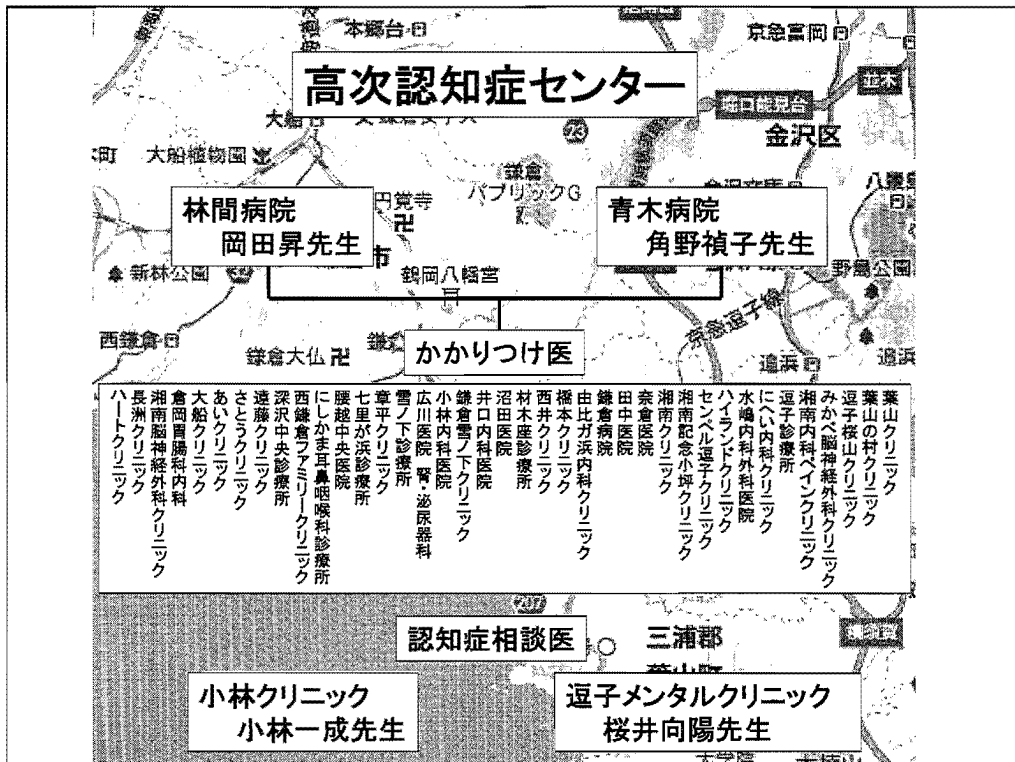 本郷台
京急富岡
高次認知症センター
並木
堀口能見台
大船
23
金沢区
大船植物園
鎌倉
パブリックG
円覚寺
林間病院
岡田昇先生
青木病院
角野禎子先生
市
新林公園
鶴岡八幡宮
野島公園
京急逗子線
西鎌倉
鎌倉大仏
かかりつけ医
追浜
追浜
葉山クリニック
葉山の村クリニック
逗子桜山クリニック
みかべ脳神経外科クリニック
湘南内科ペインクリニック
逗子診療所
にへい内科クリニック
水嶋内科外科医院
ハイランドクリニック
センペル逗子クリニック
湘南記念小坪クリニック
湘南クリニック
奈倉医院
田中医院
鎌倉病院
由比ガ浜内科クリニック
橋本クリニック
西井クリニック
材木座診療所
沼田医院
井口内科医院
鎌倉雪ノ下クリニック
小林内科医院
広川医院 腎・泌尿器科
雪ノ下診療所
章平クリニック
七里が浜診療所
腰越中央医院
にしかま耳鼻咽喉科診療所
西鎌倉ファミリークリニック
深沢中央診療所
遠藤クリニック
さとうクリニック
あいクリニック
大船クリニック
倉岡胃腸科内科
湘南脳神経外科クリニック
長洲クリニック
ハートクリニック
207
認知症相談医
三浦郡
葉山町
横須賀
小林クリニック
小林一成先生
逗子メンタルクリニック
桜井向陽先生
大楠山